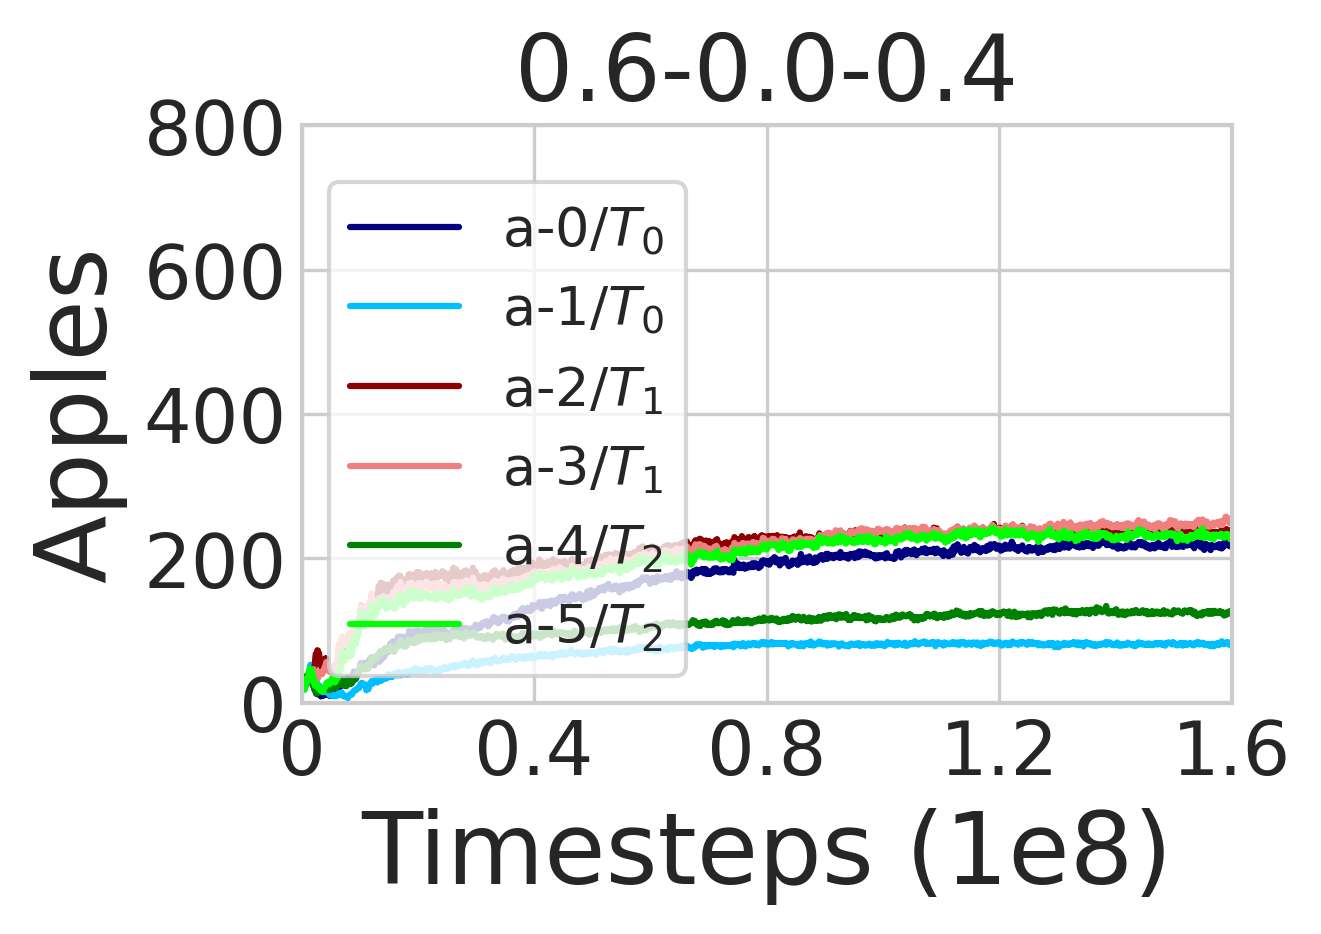 0.6-0.0-0.4
800
600
400
200
0
Apples
a-0/T₀
a-1/T₀
a-2/T₁
a-3/T₁
a-4/T₂
a-5/T₂
0 0.4 0.8 1.2 1.6
Timesteps (1e8)